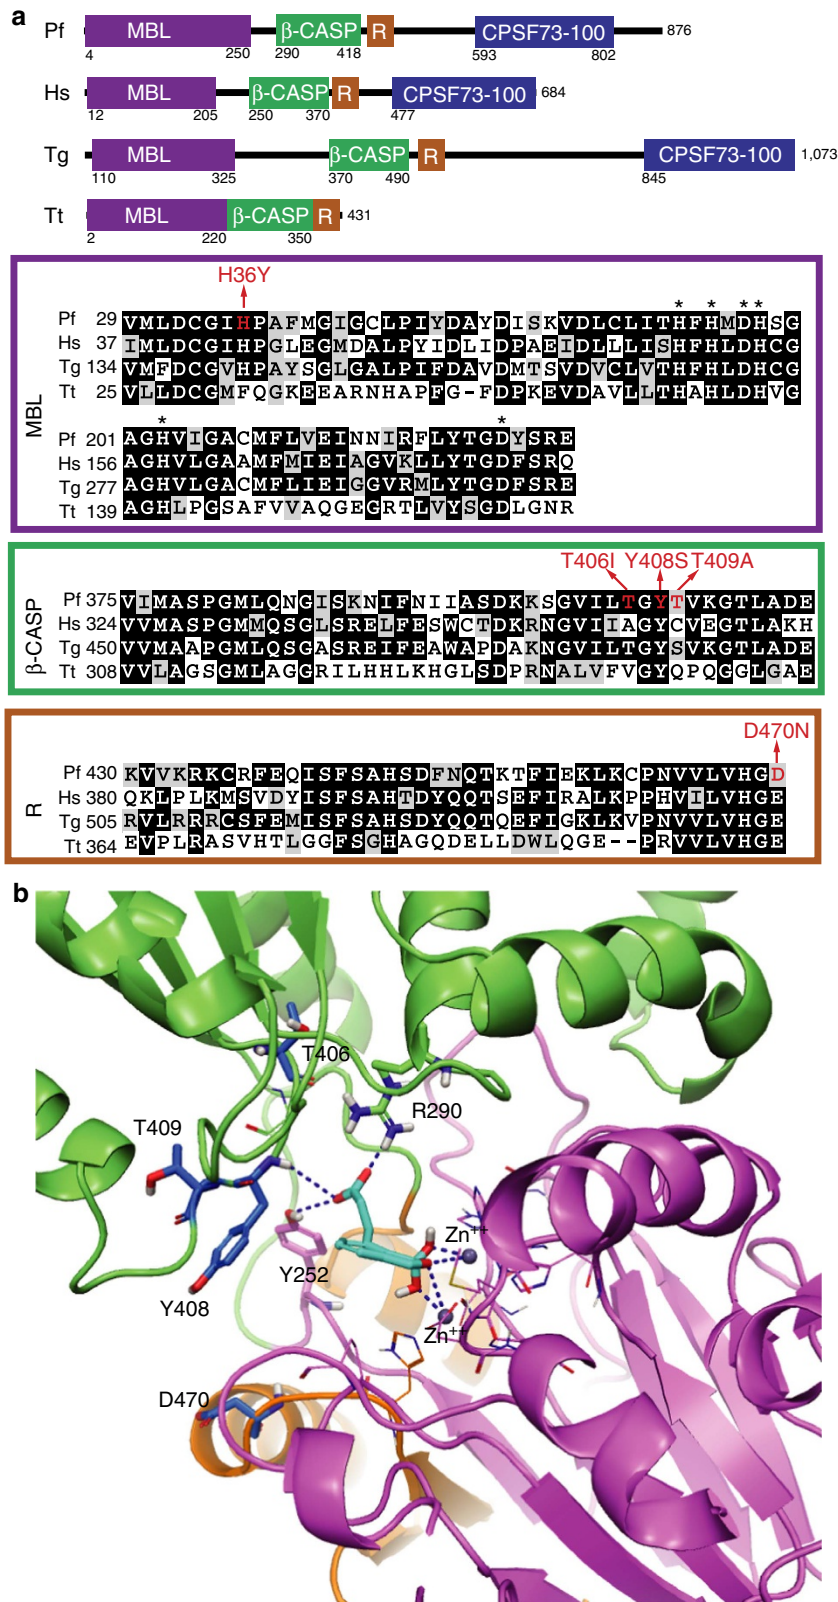 a
Pf MBL β-CASP R CPSF73-100 876
4 250 290 418 593 802
Hs MBL β-CASP R CPSF73-100 684
12 205 250 370 477
Tg MBL β-CASP R CPSF73-100 1,073
110 325 370 490 845
Tt MBL β-CASP R 431
2 220 350
MBL
H36Y
* * * *
Pf 29 VMLDCGIHPAFMGIGCLPIYDAYDISKVDLCLITHFHMDHSG
Hs 37 IMLDCGIHPGLEGMDALPYIDLIDPAEIDLLLISHFHLDHCG
Tg 134 VMFDCGVHPAYSGLGALPIFDAVDMTSVDVCLVTHFHLDHCG
Tt 25 VLLDCGMFQGKEEARNHAPFG-FDPKEVDAVLLTHAHLDHVG
* *
Pf 201 AGHVIGACMFLVEINNIRFLYTGDYSRE
Hs 156 AGHVLGAAMFMIEIAGVKLLYTGDFSRQ
Tg 277 AGHVLGACMFLIEIGGVRMLYTGDFSRE
Tt 139 AGHLPGSAFVVAQGEGRTLVYSGDLGNR
β-CASP
T406I Y408S T409A
Pf 375 VIMASPGMLQNGISKNIFNIIASDKKSGVILTGYTVKGTLADE
Hs 324 VVMASPGMMQSGLSRELFESWCTDKRNGVIIAGYCVEGTLAKH
Tg 450 VVMAAPGMLQSGASREIFEAWAPDAKNGVILTGYSVKGTLADE
Tt 308 VVLAGSGMLAGGRILHHLKHGLSDPRNALVFVGYQPQGGLGAE
R
D470N
Pf 430 KVVKRKCRFEQISFSAHSDFNQTKTFIEKLKCPNVVLVHGD
Hs 380 QKLPLKMSVDYISFSAHTDYQQTSEFIRALKPPHVILVHGE
Tg 505 RVLRRRCSFEMISFSAHSDYQQTQEFIGKLKVPNVVLVHGE
Tt 364 EVPLRASVHTLGGFSGHAGQDELLDWLQGE--PRVVLVHGE
b
T406
R290
T409
Zn++
Y252
Y408
Zn++
D470